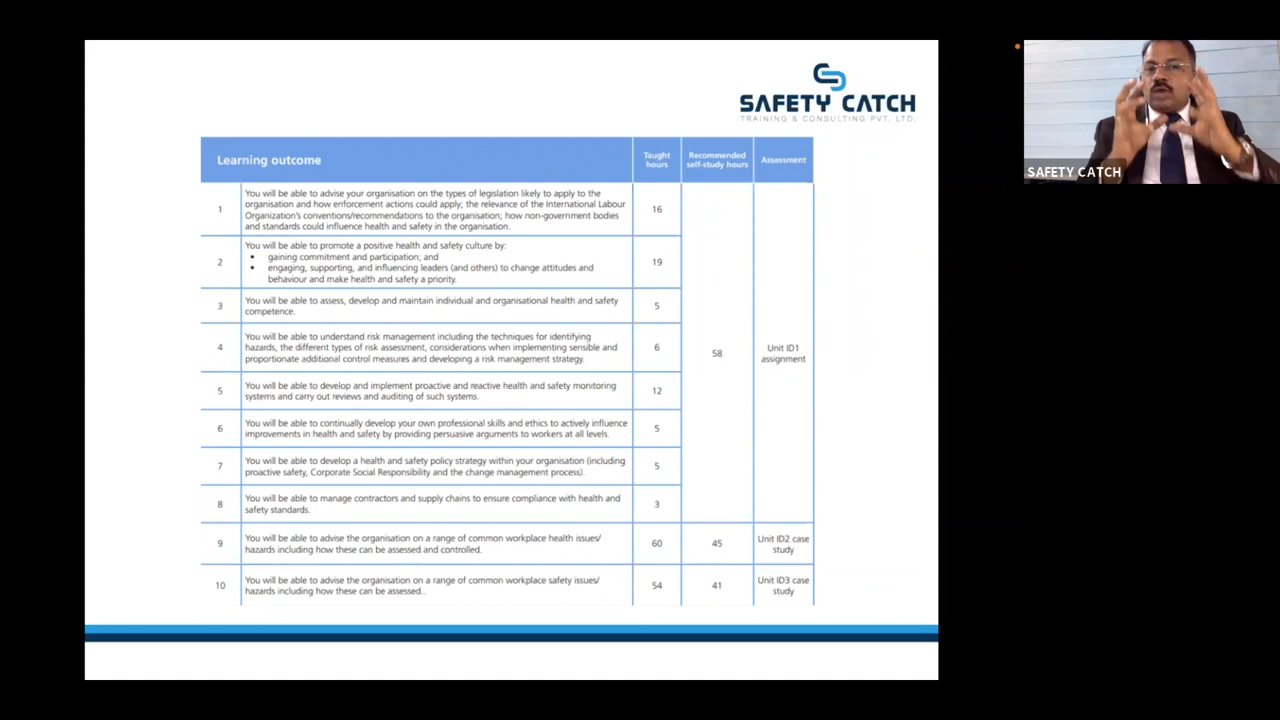 SAFETY CATCH
TRAINING & CONSULTING PVT. LTD.
SAFETY CATCH
Learning outcome
Taught
hours
Recommended
self-study hours
Assessment
1
You will be able to advise your organisation on the types of legislation likely to apply to the
organisation and how enforcement actions could apply; the relevance of the International Labour
Organization's conventions/recommendations to the organisation; how non-government bodies
and standards could influence health and safety in the organisation.
16
2
You will be able to promote a positive health and safety culture by:
• gaining commitment and participation; and
• engaging, supporting, and influencing leaders (and others) to change attitudes and
behaviour and make health and safety a priority.
19
3
You will be able to assess, develop and maintain individual and organisational health and safety
competence.
5
4
You will be able to understand risk management including the techniques for identifying
hazards, the different types of risk assessment, considerations when implementing sensible and
proportionate additional control measures and developing a risk management strategy.
6
58
Unit ID1
assignment
5
You will be able to develop and implement proactive and reactive health and safety monitoring
systems and carry out reviews and auditing of such systems.
12
6
You will be able to continually develop your own professional skills and ethics to actively influence
improvements in health and safety by providing persuasive arguments to workers at all levels.
5
7
You will be able to develop a health and safety policy strategy within your organisation (including
proactive safety, Corporate Social Responsibility and the change management process).
5
8
You will be able to manage contractors and supply chains to ensure compliance with health and
safety standards.
3
9
You will be able to advise the organisation on a range of common workplace health issues/
hazards including how these can be assessed and controlled.
60
45
Unit ID2 case
study
10
You will be able to advise the organisation on a range of common workplace safety issues/
hazards including how these can be assessed..
54
41
Unit ID3 case
study